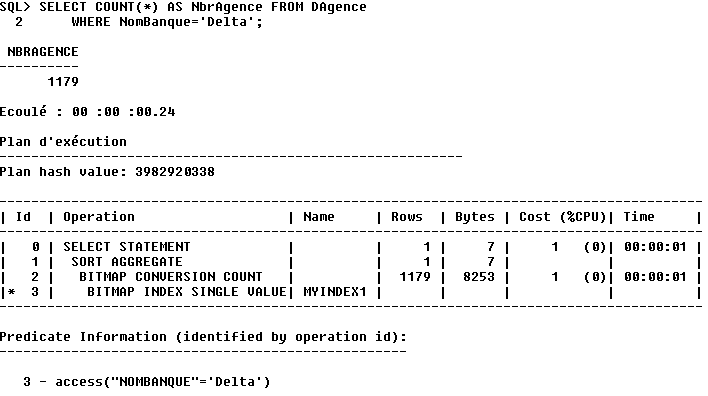 SQL> SELECT COUNT(*) AS NbrAgence FROM DAgence
  2      WHERE NomBanque='Delta';
 NBRAGENCE
----------
      1179
Ecoulé : 00 :00 :00.24
Plan d'exécution
----------------------------------------------------------
Plan hash value: 3982920338
----------------------------------------------------------------------------------------
| Id  | Operation                   | Name     | Rows  | Bytes | Cost (%CPU)| Time     |
----------------------------------------------------------------------------------------
|   0 | SELECT STATEMENT            |          |     1 |     7 |     1   (0)| 00:00:01 |
|   1 |  SORT AGGREGATE             |          |     1 |     7 |            |          |
|   2 |   BITMAP CONVERSION COUNT   |          |  1179 |  8253 |     1   (0)| 00:00:01 |
|*  3 |    BITMAP INDEX SINGLE VALUE| MYINDEX1 |       |       |            |          |
----------------------------------------------------------------------------------------
Predicate Information (identified by operation id):
---------------------------------------------------
   3 - access("NOMBANQUE"='Delta')